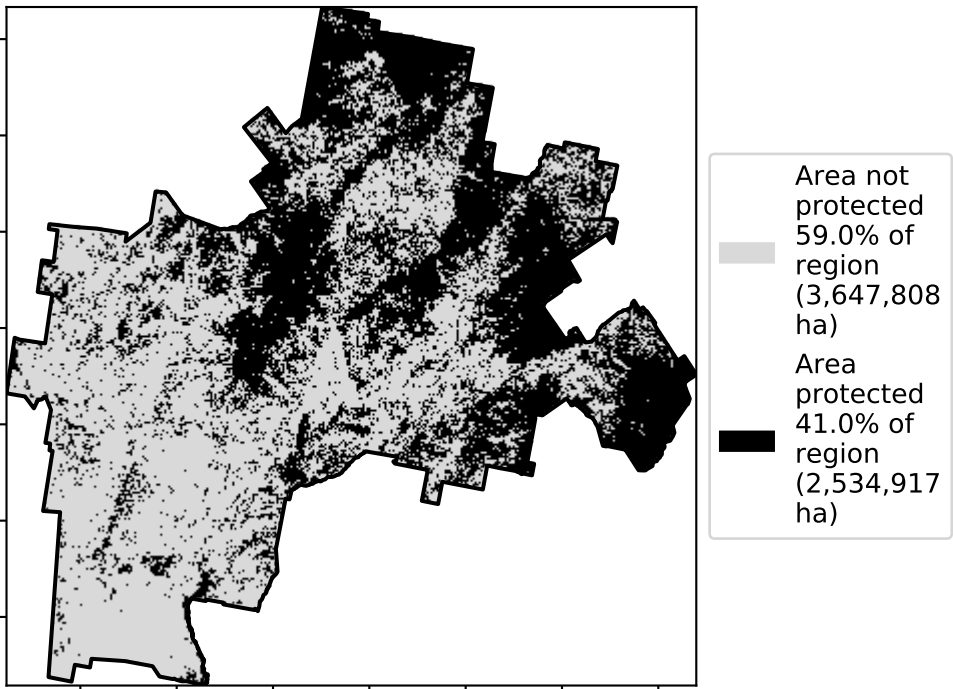 Area not
protected
59.0% of
region
(3,647,808
ha)
Area
protected
41.0% of
region
(2,534,917
ha)